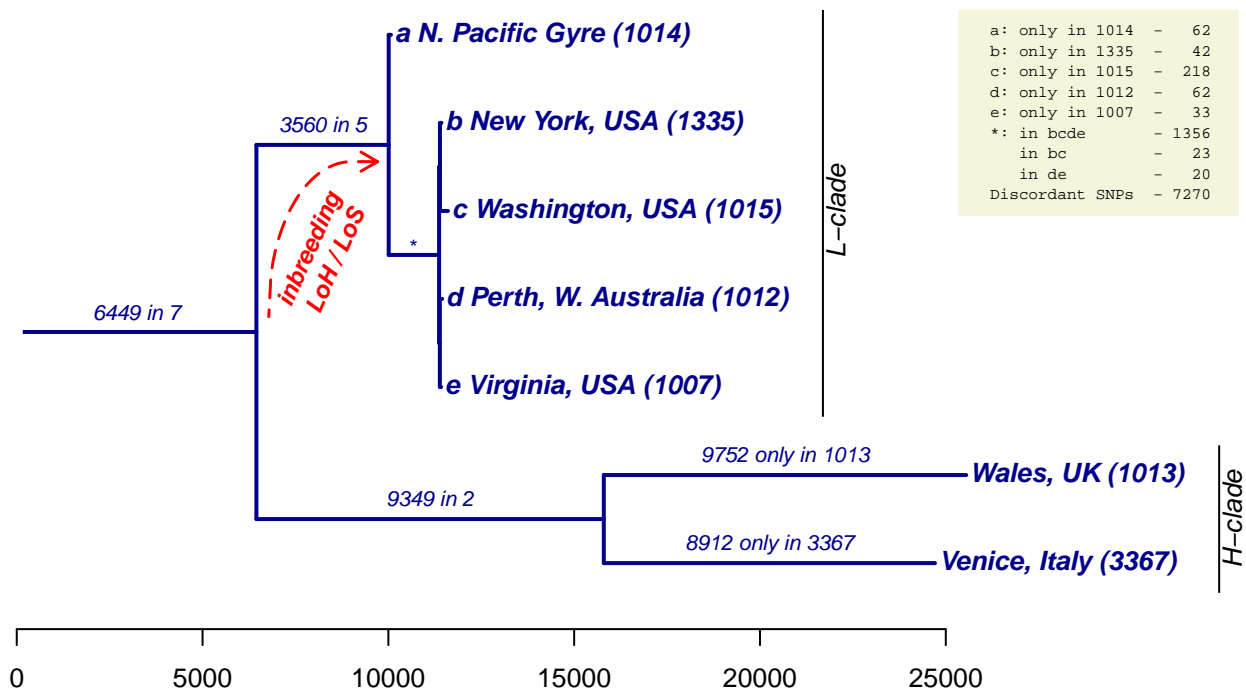 a N. Pacific Gyre (1014)
3560 in 5
b New York, USA (1335)
inbreeding
LoH / LoS
c Washington, USA (1015)
*
6449 in 7
d Perth, W. Australia (1012)
e Virginia, USA (1007)
L−clade
a: only in 1014 − 62
b: only in 1335 − 42
c: only in 1015 − 218
d: only in 1012 − 62
e: only in 1007 − 33
*: in bcde − 1356
in bc − 23
in de − 20
Discordant SNPs − 7270
9752 only in 1013
Wales, UK (1013)
9349 in 2
8912 only in 3367
Venice, Italy (3367)
H−clade
0 5000 10000 15000 20000 25000